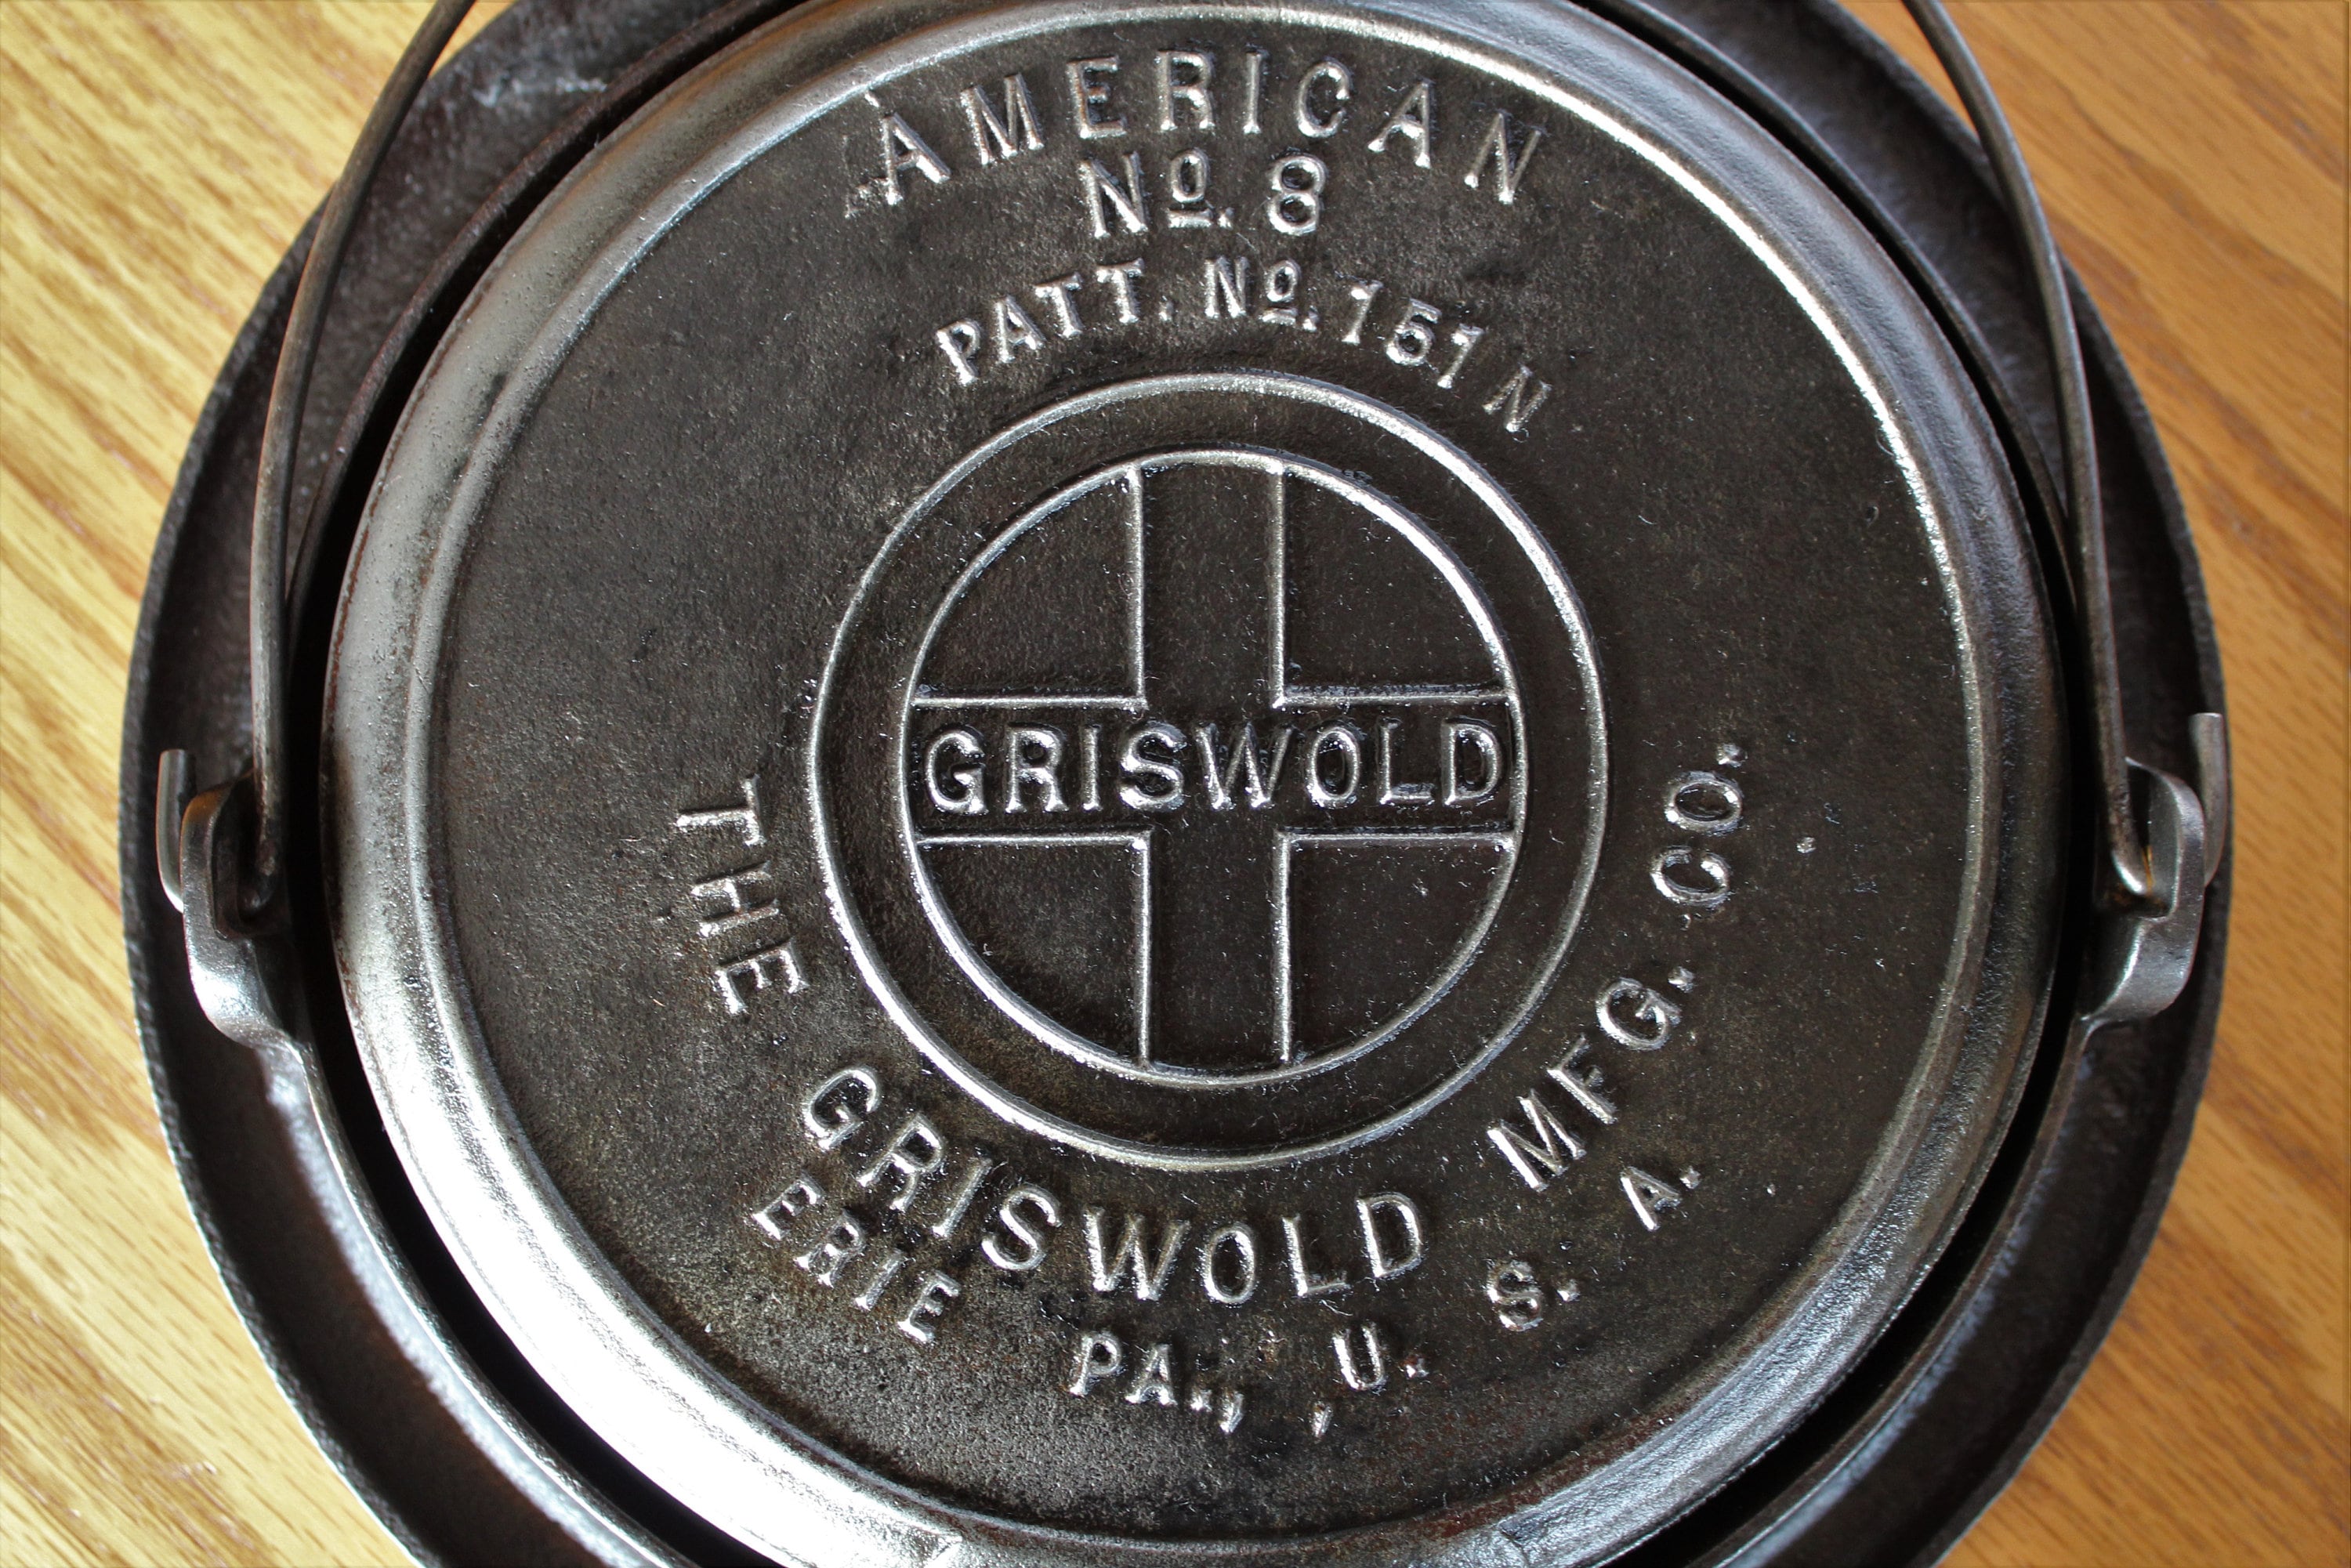 AMERICAN
Nº. 8
PATT. Nº. 151 N
GRISWOLD
THE GRISWOLD MFG. CO.
ERIE PA., , U. S. A.